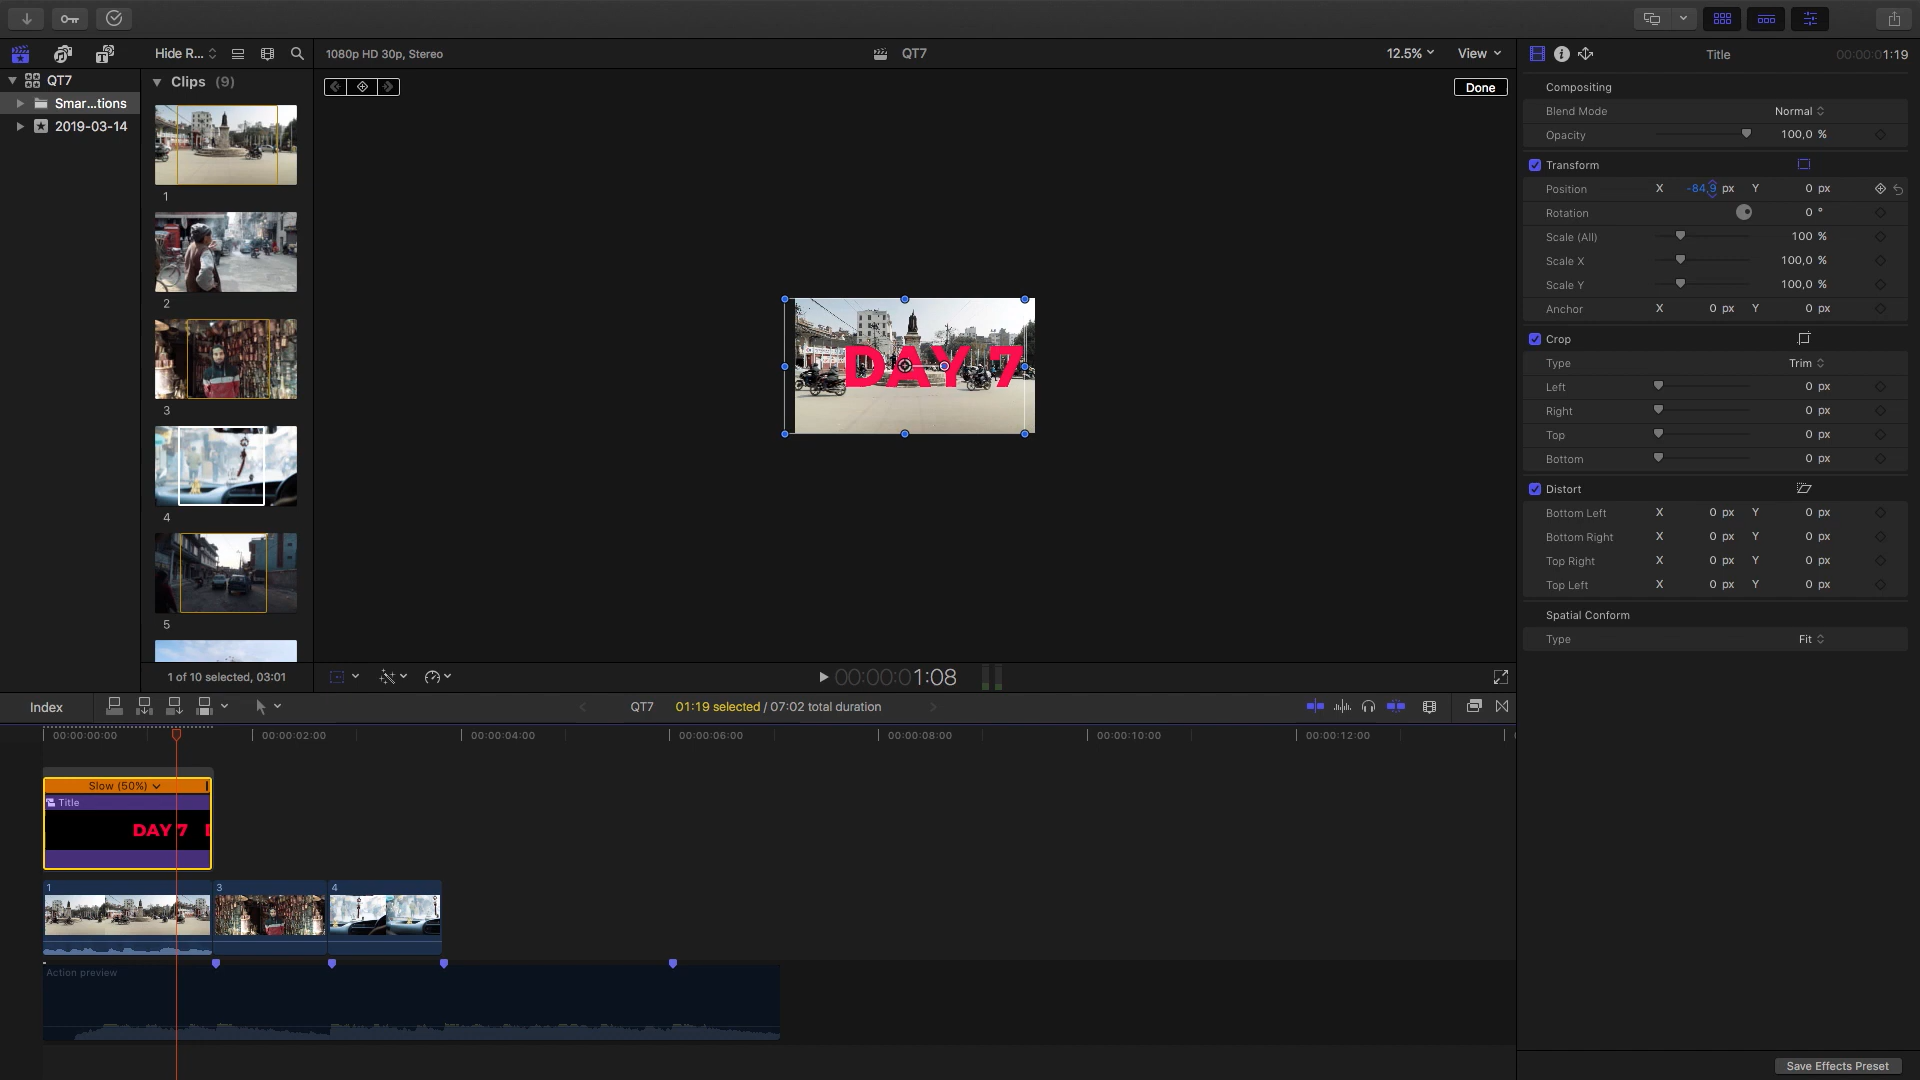 Hide R...
1080p HD 30p, Stereo
QT7
12.5%
View
Title
00:00:01:19
QT7
Smar...tions
2019-03-14
Clips (9)
1
2
3
4
5
1 of 10 selected, 03:01
Done
DAY 7
00:00:01:08
Compositing
Blend Mode Normal
Opacity 100,0 %
Transform
Position X -84,9 px Y 0 px
Rotation 0 °
Scale (All) 100 %
Scale X 100,0 %
Scale Y 100,0 %
Anchor X 0 px Y 0 px
Crop
Type Trim
Left 0 px
Right 0 px
Top 0 px
Bottom 0 px
Distort
Bottom Left X 0 px Y 0 px
Bottom Right X 0 px Y 0 px
Top Right X 0 px Y 0 px
Top Left X 0 px Y 0 px
Spatial Conform
Type Fit
Index
QT7
01:19 selected / 07:02 total duration
00:00:00:00
00:00:02:00
00:00:04:00
00:00:06:00
00:00:08:00
00:00:10:00
00:00:12:00
Slow (50%)
Title
DAY 7
1
3
4
Action preview
Save Effects Preset